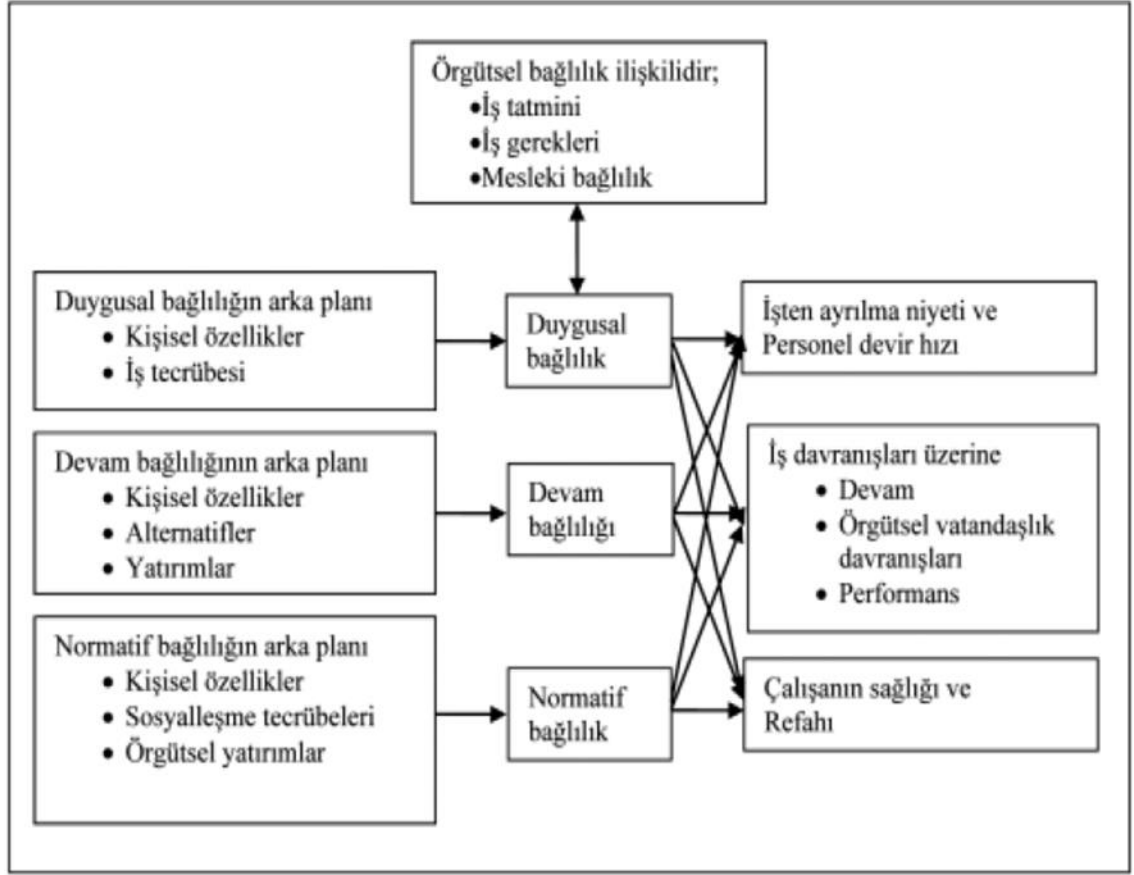 Örgütsel bağlılık ilişkilidir;
•İş tatmini
•İş gerekleri
•Mesleki bağlılık
Duygusal bağlılığın arka planı
• Kişisel özellikler
• İş tecrübesi
Duygusal
bağlılık
İşten ayrılma niyeti ve
Personel devir hızı
Devam bağlılığının arka planı
• Kişisel özellikler
• Alternatifler
• Yatırımlar
Devam
bağlılığı
İş davranışları üzerine
• Devam
• Örgütsel vatandaşlık
davranışları
• Performans
Normatif bağlılığın arka planı
• Kişisel özellikler
• Sosyalleşme tecrübeleri
• Örgütsel yatırımlar
Normatif
bağlılık
Çalışanın sağlığı ve
Refahı